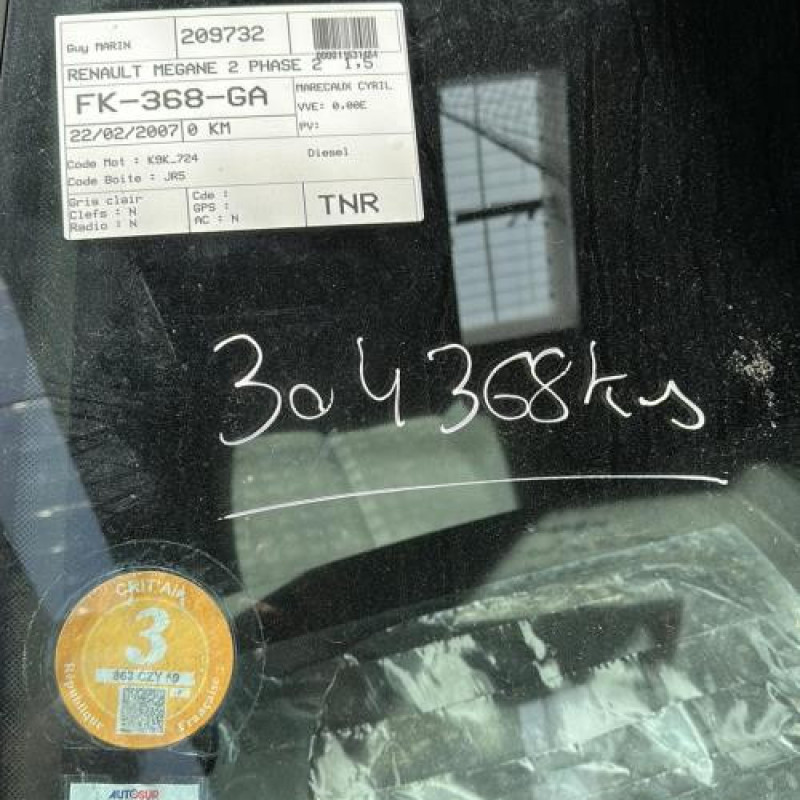 Guy MARIN
209732
RENAULT MEGANE 2 PHASE 2 1,5
FK-368-GA
MARECAUX CYRIL
VVE: 0.00E
PV:
22/02/2007 0 KM
Code Mot : K9K_724
Diesel
Code Boite : JR5
Gris clair
Clefs : N
Radio : N
Cde :
GPS :
AC : N
TNR
304368 km
CRIT'Air
3
République Française
AUTOSUR